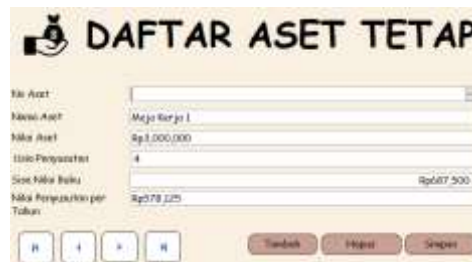 DAFTAR ASET TETAP
No Aset
Nama Aset Meja Kerja 1
Nilai Aset Rp3,000,000
Usia Penyusutan 4
Sisa Nilai Buku Rp687,500
Nilai Penyusutan per Rp578,125
Tahun
Tambah Hapus Simpan